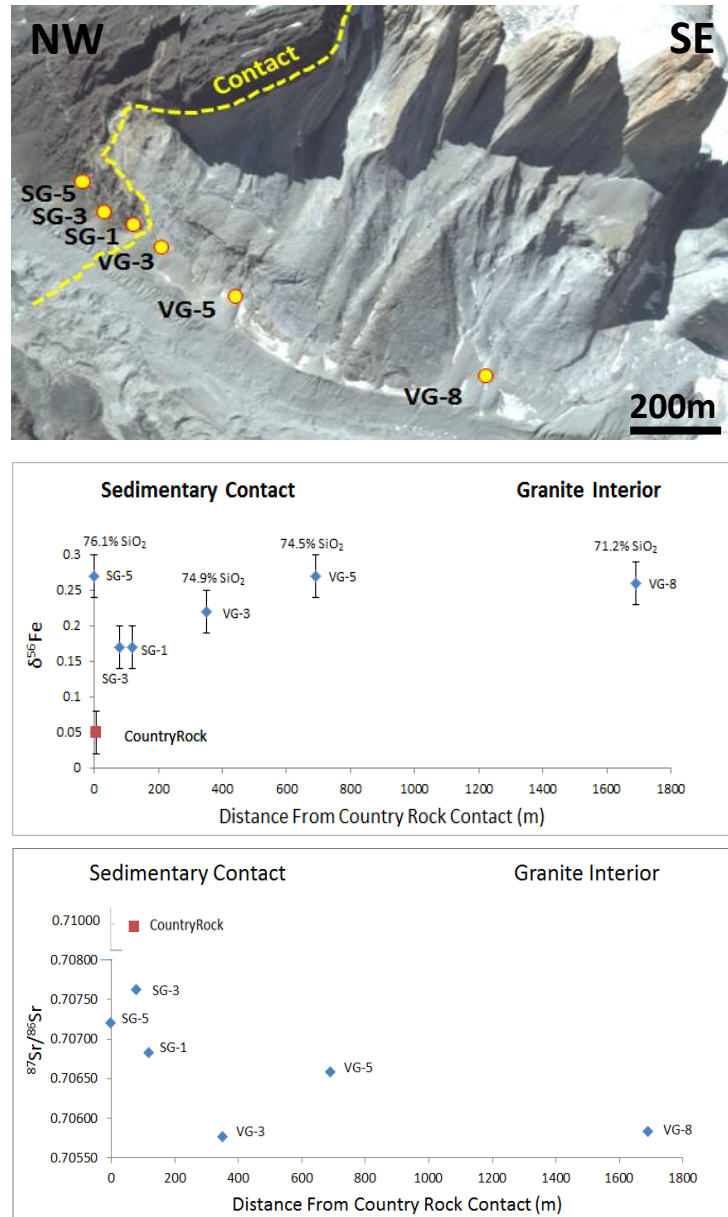 NW
SE
Contact
SG-5
SG-3
SG-1
VG-3
VG-5
VG-8
200m
Sedimentary Contact
Granite Interior
76.1% SiO₂
74.5% SiO₂
71.2% SiO₂
74.9% SiO₂
0.3
0.25
0.2
0.15
0.1
0.05
0
δ⁵⁶Fe
SG-5
VG-5
VG-8
VG-3
SG-1
SG-3
CountryRock
0 200 400 600 800 1000 1200 1400 1600 1800
Distance From Country Rock Contact (m)
Sedimentary Contact
Granite Interior
0.71000
0.70800
0.70750
0.70700
0.70650
0.70600
0.70550
⁸⁷Sr/⁸⁶Sr
CountryRock
SG-3
SG-5
SG-1
VG-5
VG-3
VG-8
0 200 400 600 800 1000 1200 1400 1600 1800
Distance From Country Rock Contact (m)